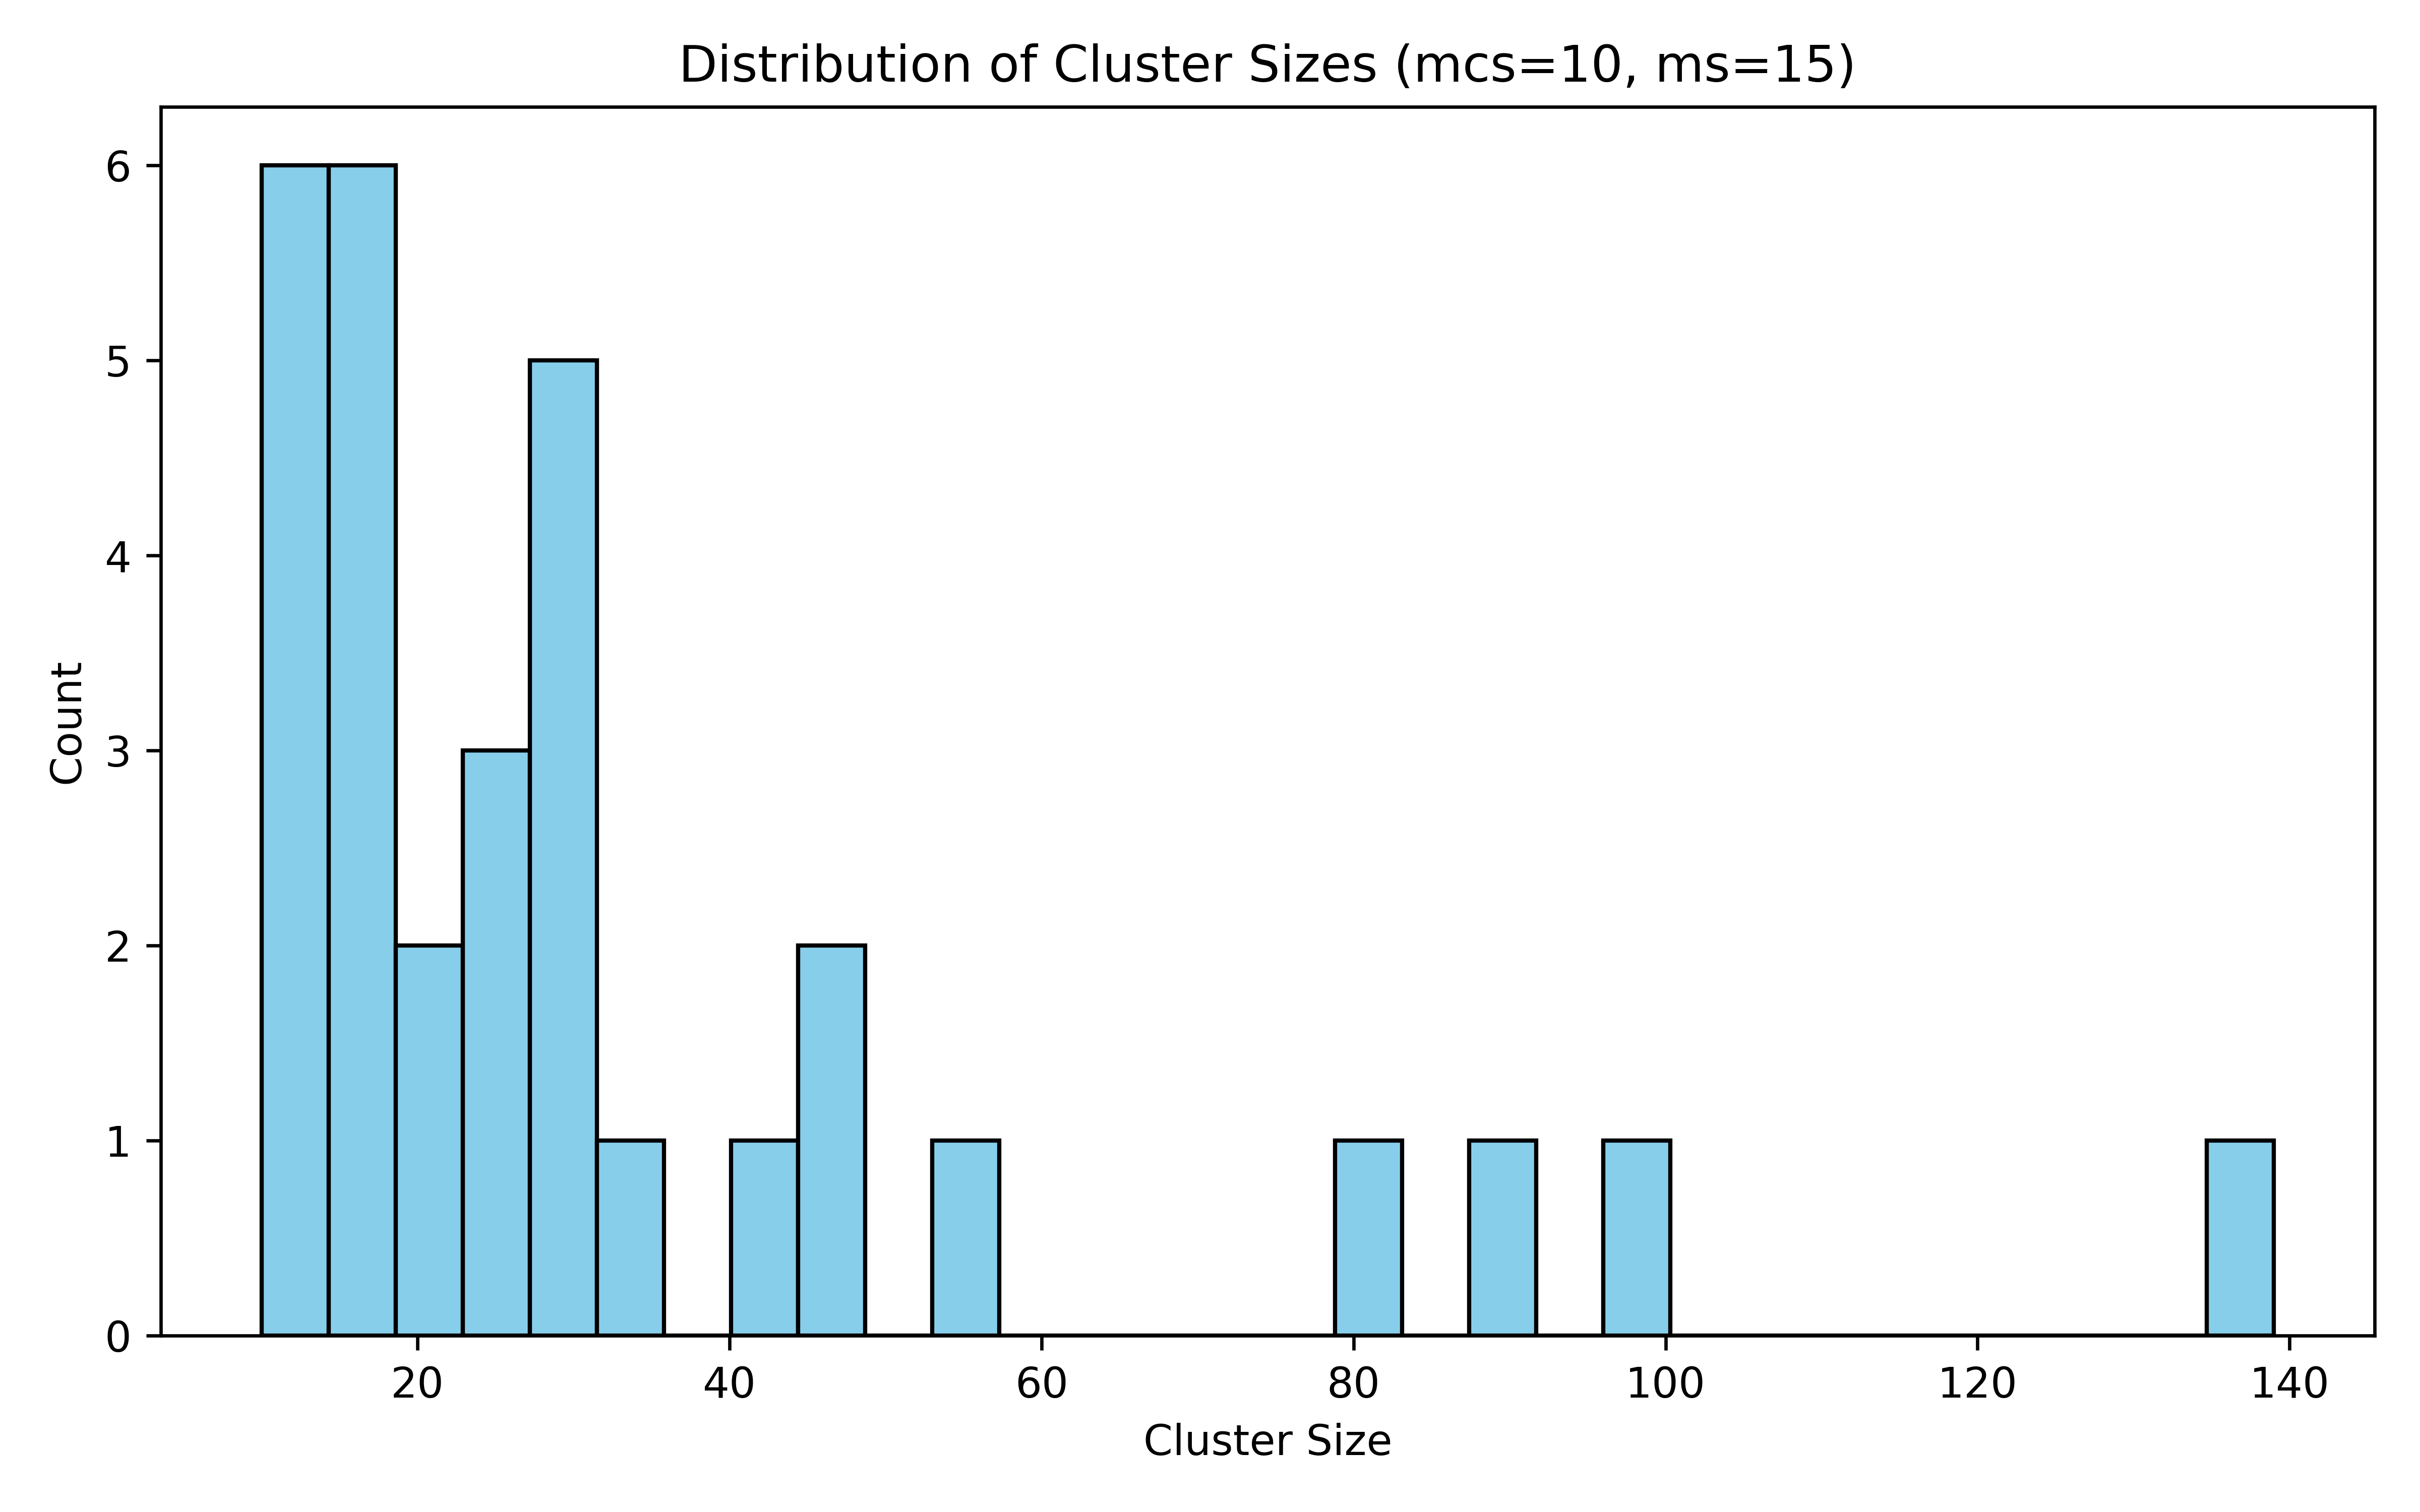 Distribution of Cluster Sizes (mcs=10, ms=15)
6
5
4
3
2
1
0
Count
20 40 60 80 100 120 140
Cluster Size